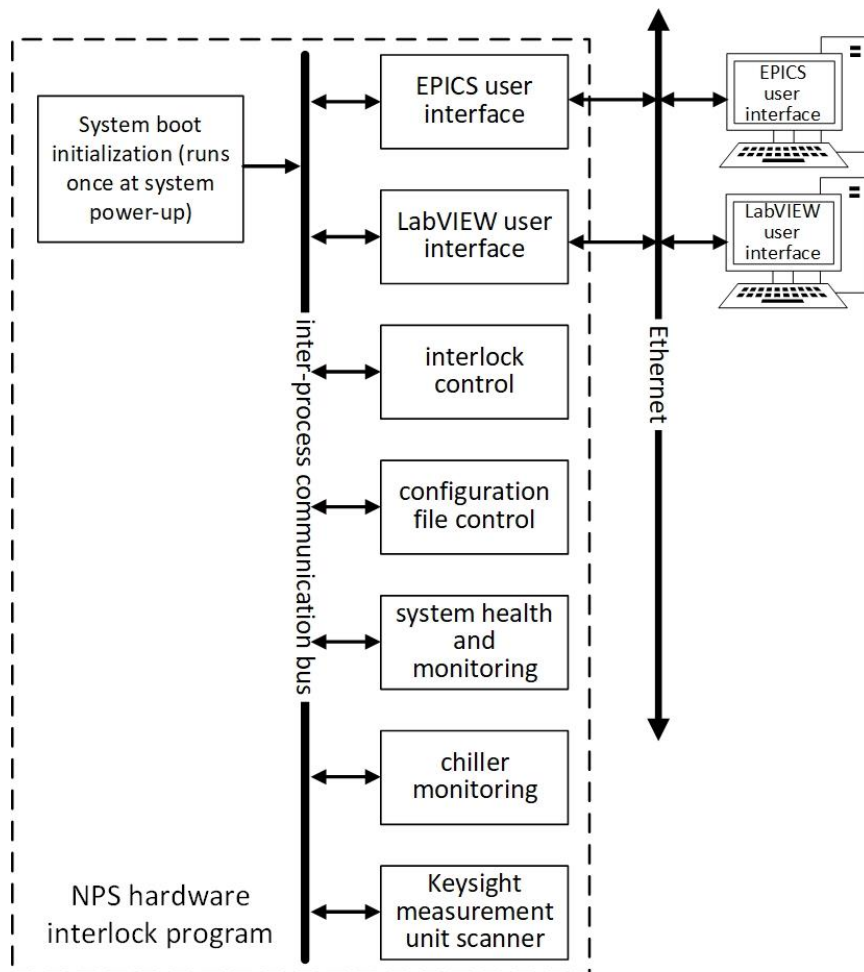 System boot
initialization (runs
once at system
power-up)
EPICS user
interface
LabVIEW user
interface
interlock
control
configuration
file control
system health
and
monitoring
chiller
monitoring
Keysight
measurement
unit scanner
inter-process communication bus
NPS hardware
interlock program
Ethernet
EPICS
user
interface
LabVIEW
user
interface